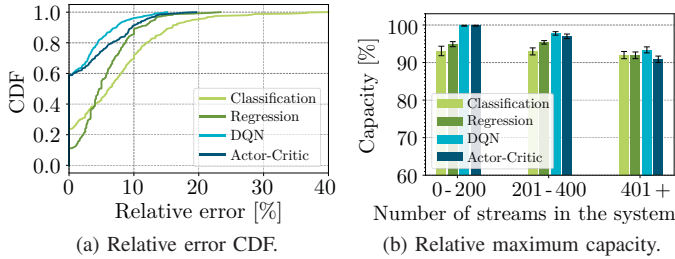 1.0
0.8
0.6
0.4
0.2
0.0
CDF
Classification
Regression
DQN
Actor-Critic
0 10 20 30 40
Relative error [%]
(a) Relative error CDF.
100
90
80
70
60
Capacity [%]
Classification
Regression
DQN
Actor-Critic
0-200 201-400 401+
Number of streams in the system
(b) Relative maximum capacity.